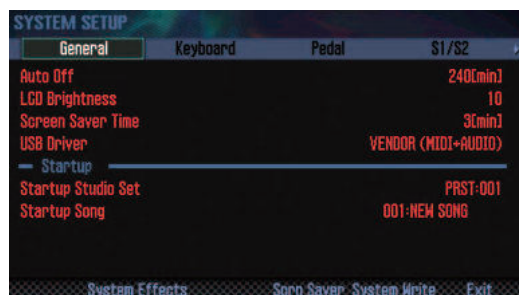 SYSTEM SETUP
General Keyboard Pedal S1/S2
Auto Off 240[min]
LCD Brightness 10
Screen Saver Time 3[min]
USB Driver VENDOR (MIDI+AUDIO)
Startup
Startup Studio Set PRST:001
Startup Song 001:NEW SONG
System Effects Scrn Saver System Write Exit